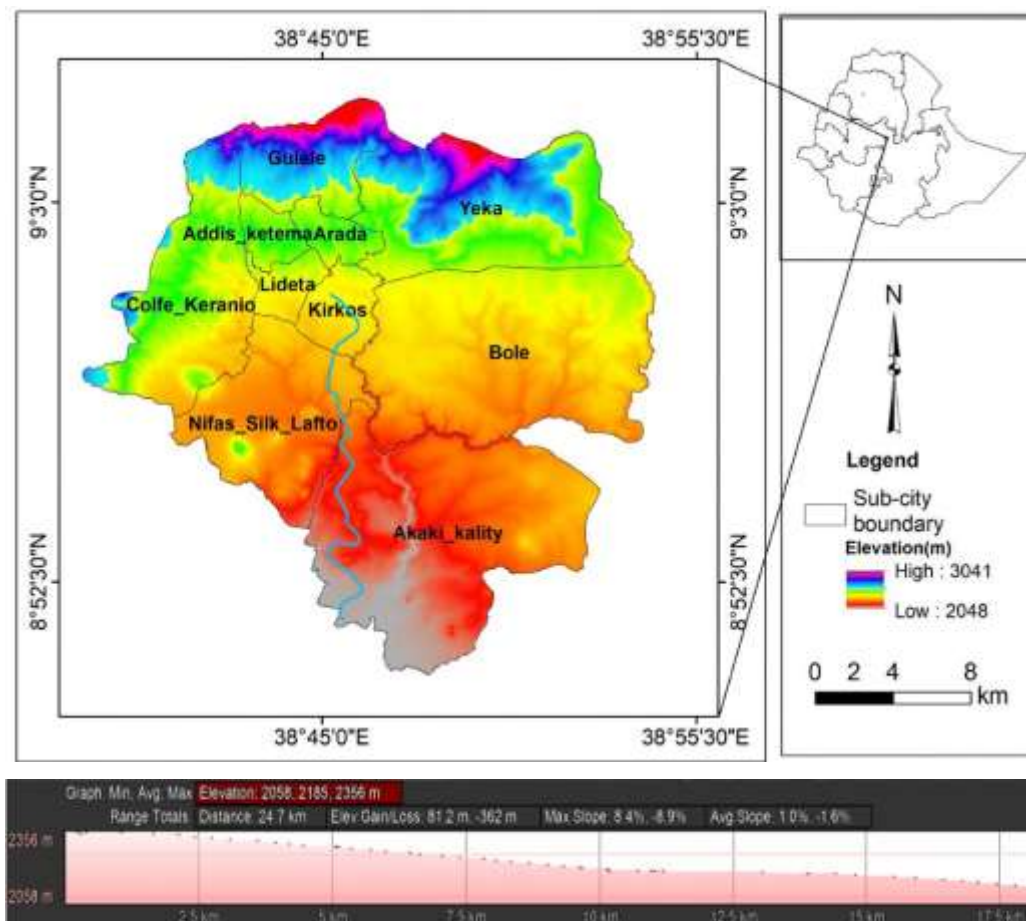 38°45'0"E
38°55'30"E
9°3'0"N
9°3'0"N
Gulele
Yeka
Addis_ketema
Arada
Lideta
Colfe_Keranio
Kirkos
Bole
Nifas_Silk_Lafto
Akaki_kality
8°52'30"N
8°52'30"N
38°45'0"E
38°55'30"E
N
Legend
Sub-city
boundary
Elevation(m)
High : 3041
Low : 2048
0 2 4 8
km
Graph: Min, Avg, Max Elevation: 2058, 2185, 2356 m
Range Totals: Distance: 24.7 km Elev Gain/Loss: 81.2 m, -362 m Max Slope: 8.4%, -8.9% Avg Slope: 1.0%, -1.6%
2356 m
2058 m
2.5 km 5 km 7.5 km 10 km 12.5 km 15 km 17.5 km